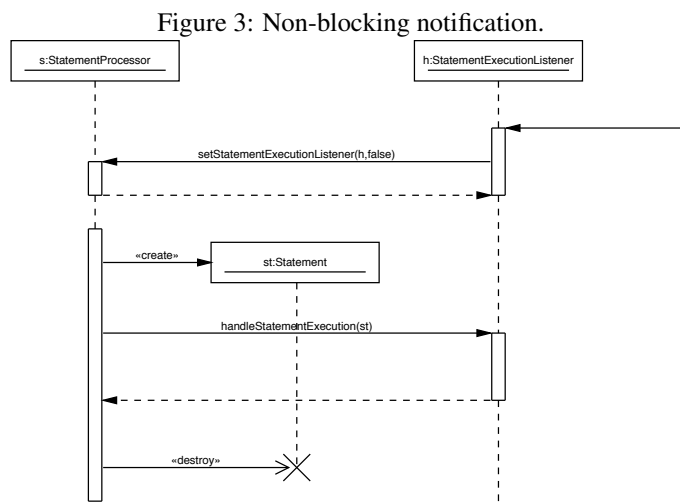 Figure 3: Non-blocking notification.
s:StatementProcessor
h:StatementExecutionListener
setStatementExecutionListener(h,false)
«create»
st:Statement
handleStatementExecution(st)
«destroy»